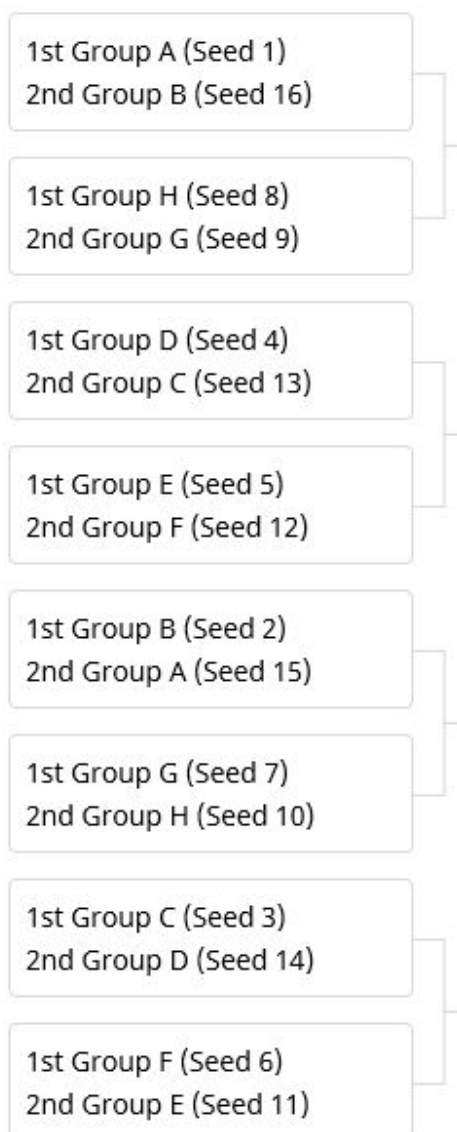 1st Group A (Seed 1)
2nd Group B (Seed 16)
1st Group H (Seed 8)
2nd Group G (Seed 9)
1st Group D (Seed 4)
2nd Group C (Seed 13)
1st Group E (Seed 5)
2nd Group F (Seed 12)
1st Group B (Seed 2)
2nd Group A (Seed 15)
1st Group G (Seed 7)
2nd Group H (Seed 10)
1st Group C (Seed 3)
2nd Group D (Seed 14)
1st Group F (Seed 6)
2nd Group E (Seed 11)